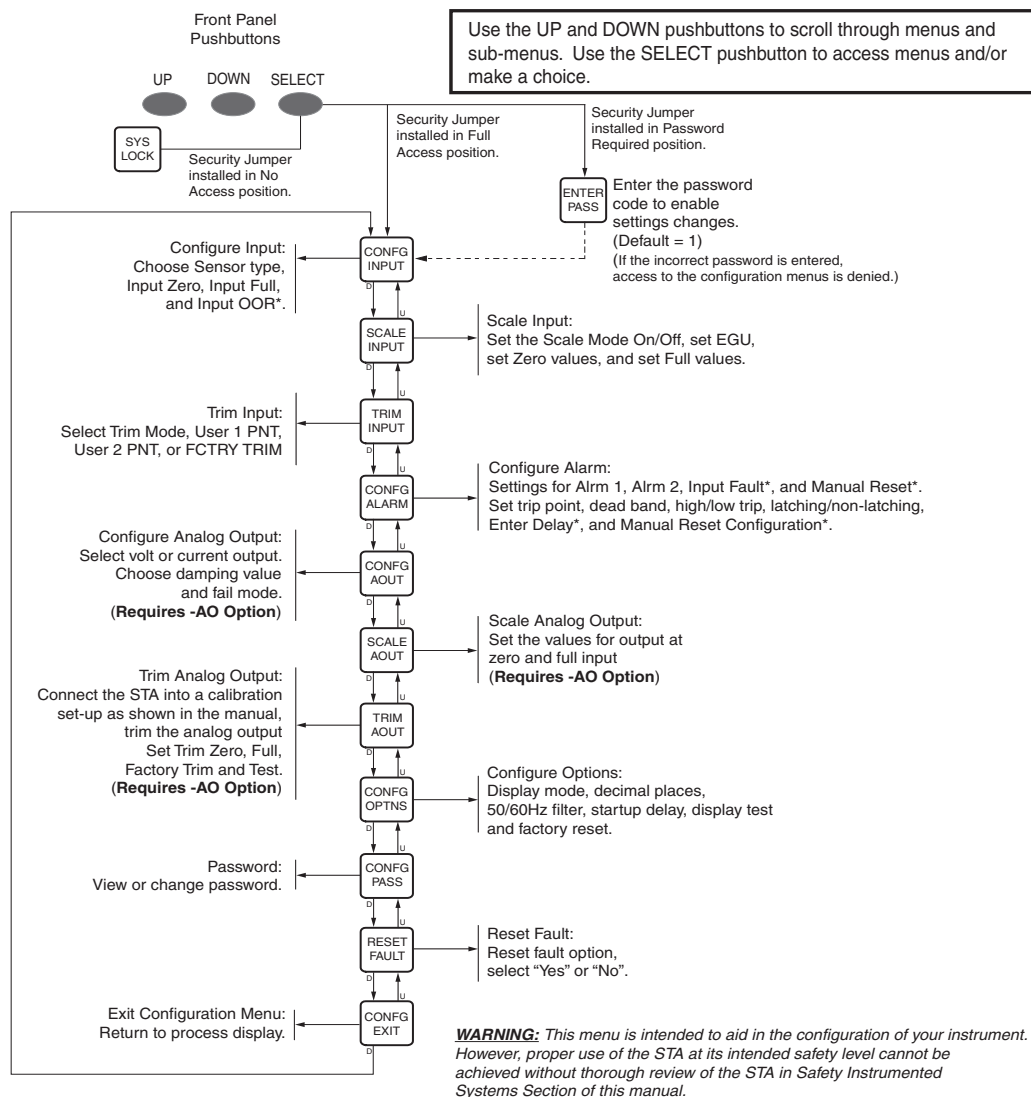 Front Panel
Pushbuttons
Use the UP and DOWN pushbuttons to scroll through menus and
sub-menus. Use the SELECT pushbutton to access menus and/or
make a choice.
UP DOWN SELECT
SYS
LOCK
Security Jumper
installed in No
Access position.
Security Jumper
installed in Full
Access position.
Security Jumper
installed in Password
Required position.
ENTER
PASS
Enter the password
code to enable
settings changes.
(Default = 1)
(If the incorrect password is entered,
access to the configuration menus is denied.)
Configure Input:
Choose Sensor type,
Input Zero, Input Full,
and Input OOR*.
CONFG
INPUT
D
U
SCALE
INPUT
Scale Input:
Set the Scale Mode On/Off, set EGU,
set Zero values, and set Full values.
D
U
Trim Input:
Select Trim Mode, User 1 PNT,
User 2 PNT, or FCTRY TRIM
TRIM
INPUT
D
U
CONFG
ALARM
Configure Alarm:
Settings for Alrm 1, Alrm 2, Input Fault*, and Manual Reset*.
Set trip point, dead band, high/low trip, latching/non-latching,
Enter Delay*, and Manual Reset Configuration*.
D
U
Configure Analog Output:
Select volt or current output.
Choose damping value
and fail mode.
(Requires -AO Option)
CONFG
AOUT
D
U
SCALE
AOUT
Scale Analog Output:
Set the values for output at
zero and full input
(Requires -AO Option)
D
U
Trim Analog Output:
Connect the STA into a calibration
set-up as shown in the manual,
trim the analog output
Set Trim Zero, Full,
Factory Trim and Test.
(Requires -AO Option)
TRIM
AOUT
D
U
CONFG
OPTNS
Configure Options:
Display mode, decimal places,
50/60Hz filter, startup delay, display test
and factory reset.
D
U
Password:
View or change password.
CONFG
PASS
D
U
RESET
FAULT
Reset Fault:
Reset fault option,
select “Yes” or “No”.
D
U
Exit Configuration Menu:
Return to process display.
CONFG
EXIT
D
WARNING: This menu is intended to aid in the configuration of your instrument.
However, proper use of the STA at its intended safety level cannot be
achieved without thorough review of the STA in Safety Instrumented
Systems Section of this manual.